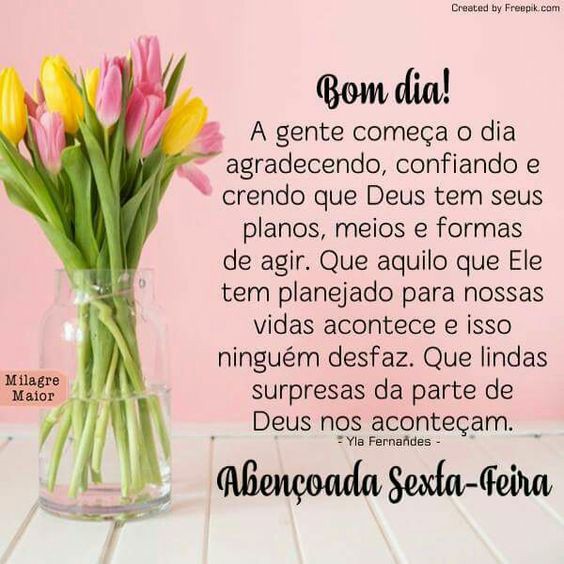 Created by Freepik.com
Bom dia!
A gente começa o dia
agradecendo, confiando e
crendo que Deus tem seus
planos, meios e formas
de agir. Que aquilo que Ele
tem planejado para nossas
vidas acontece e isso
ninguém desfaz. Que lindas
surpresas da parte de
Deus nos aconteçam.
- Yla Fernandes -
Milagre
Maior
Abençoada Sexta-Feira